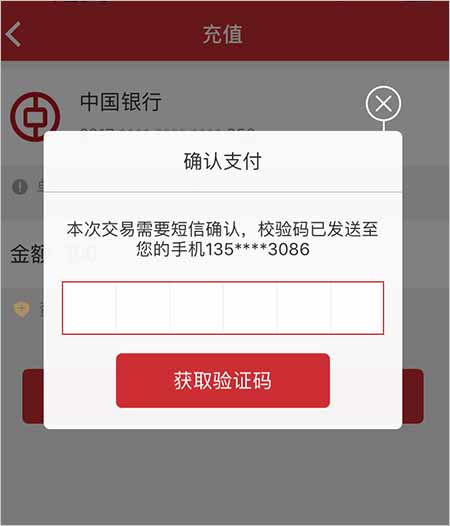 充值
中国银行
确认支付
本次交易需要短信确认，校验码已发送至
您的手机135****3086
金额
获取验证码